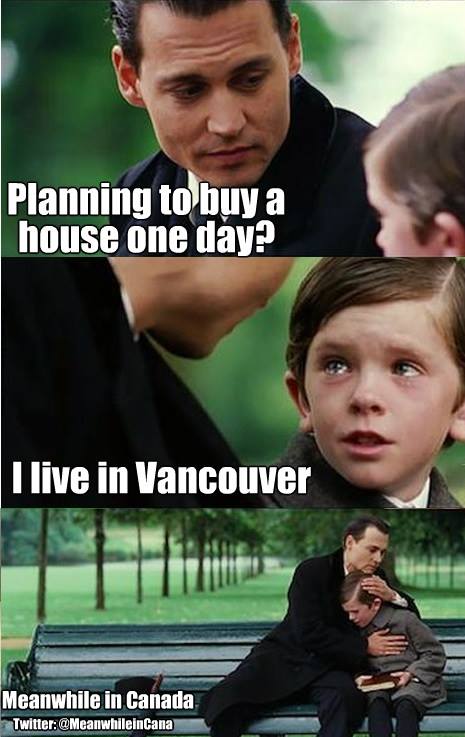 Planning to buy a
house one day?
I live in Vancouver
Meanwhile in Canada
Twitter: @MeanwhileinCana